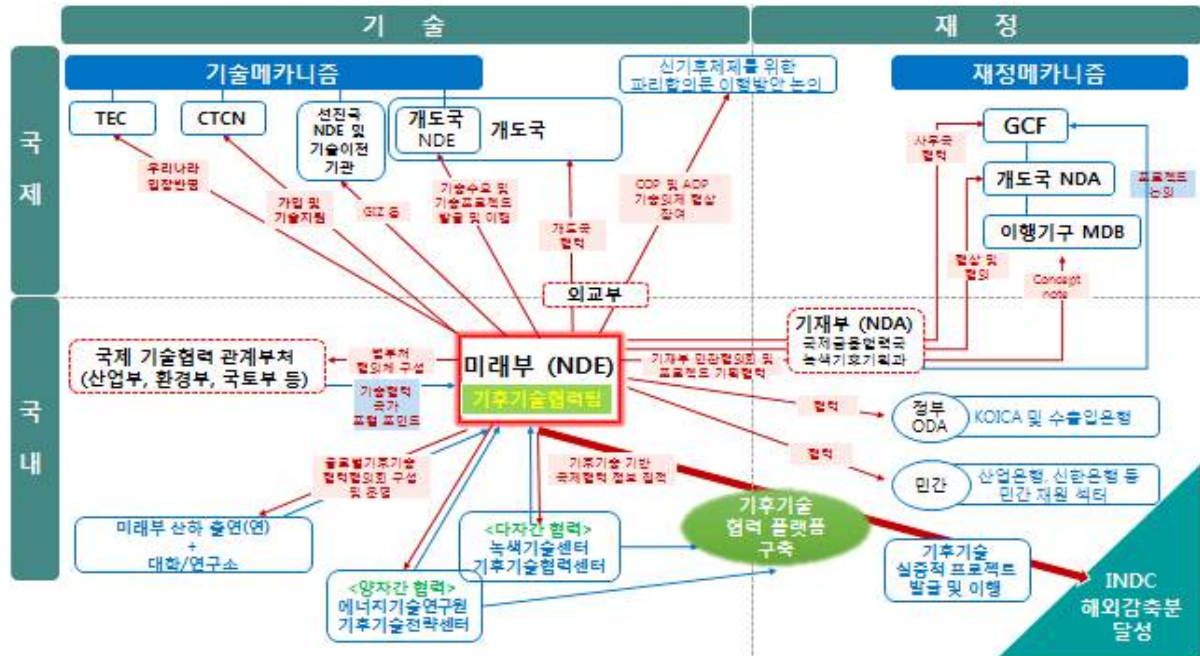 기 술
재 정
국
제
기술메카니즘
신기후체제를 위한
파리합의문 이행방안 논의
재정메카니즘
TEC
CTCN
선진국
NDE 및
기술이전
기관
개도국
NDE
개도국
GCF
개도국 NDA
이행기구 MDB
우리나라
입장반영
가입 및
기술지원
GIZ 등
기술수요 및
기술프로젝트
발굴 및 이행
개도국
협력
COP 및 ADP
기술의제 협상
참여
사무국
협력
프로젝트
논의
협상 및
협의
Concept
note
외교부
국
내
국제 기술협력 관계부처
(산업부, 환경부, 국토부 등)
범부처
협의체 구성
기술협력
국가
포컬 포인트
미래부 (NDE)
기후기술협력팀
기재부 (NDA)
국제금융협력국
녹색기후기획과
기재부 민관협의회 및
프로젝트 기획협력
협력
정부
ODA
KOICA 및 수출입은행
협력
민간
산업은행, 신한은행 등
민간 재원 섹터
글로벌기후기술
협력협의회 구성
및 운영
기후기술 기반
국제협력 정보 집적
미래부 산하 출연(연)
+
대학/연구소
<다자간 협력>
녹색기술센터
기후기술협력센터
<양자간 협력>
에너지기술연구원
기후기술전략센터
기후기술
협력 플랫폼
구축
기후기술
실증적 프로젝트
발굴 및 이행
INDC
해외감축분
달성